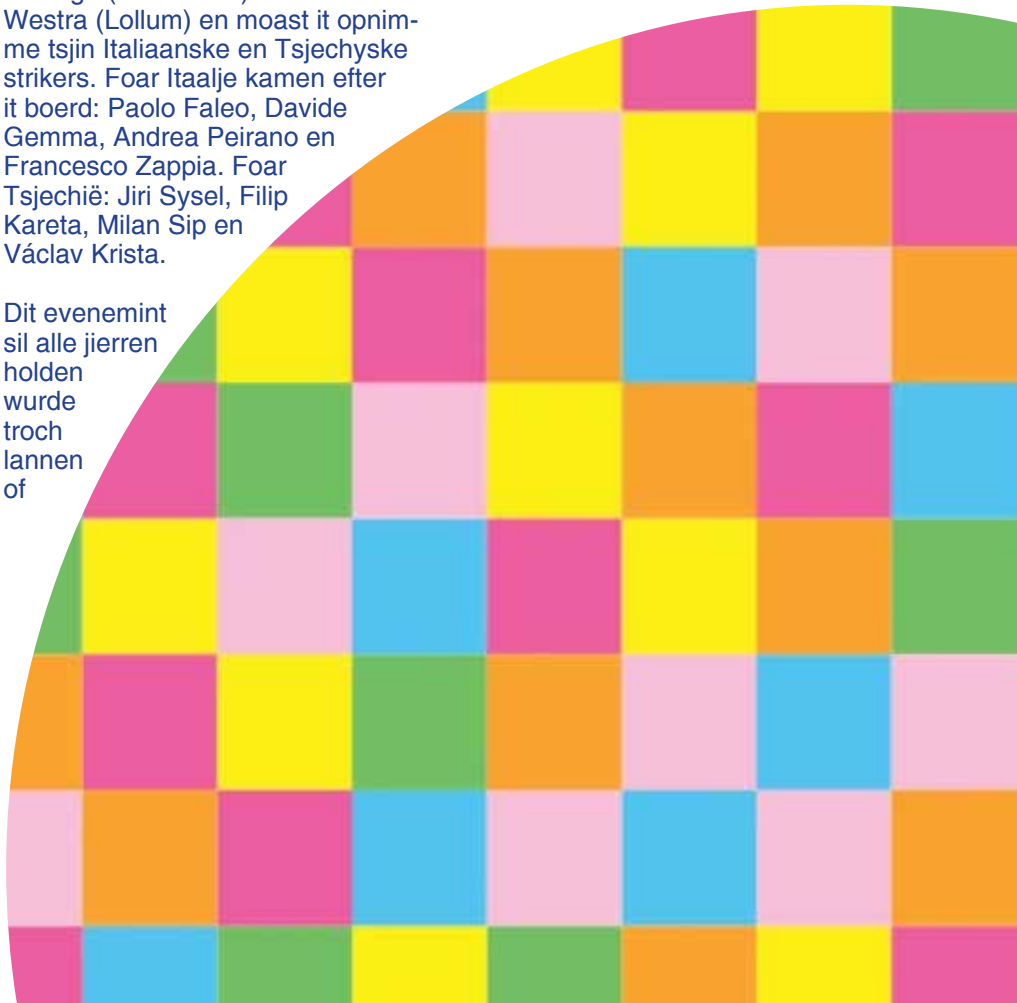 Westra (Lollum) en moast it opnim-
me tsjin Italiaanske en Tsjechyske
strikers. Foar Itaalje kamen efter
it boerd: Paolo Faleo, Davide
Gemma, Andrea Peirano en
Francesco Zappia. Foar
Tsjechië: Jiri Sysel, Filip
Kareta, Milan Sip en
Václav Krista.
Dit evenemint
sil alle jierren
holden
wurde
troch
lannen
of